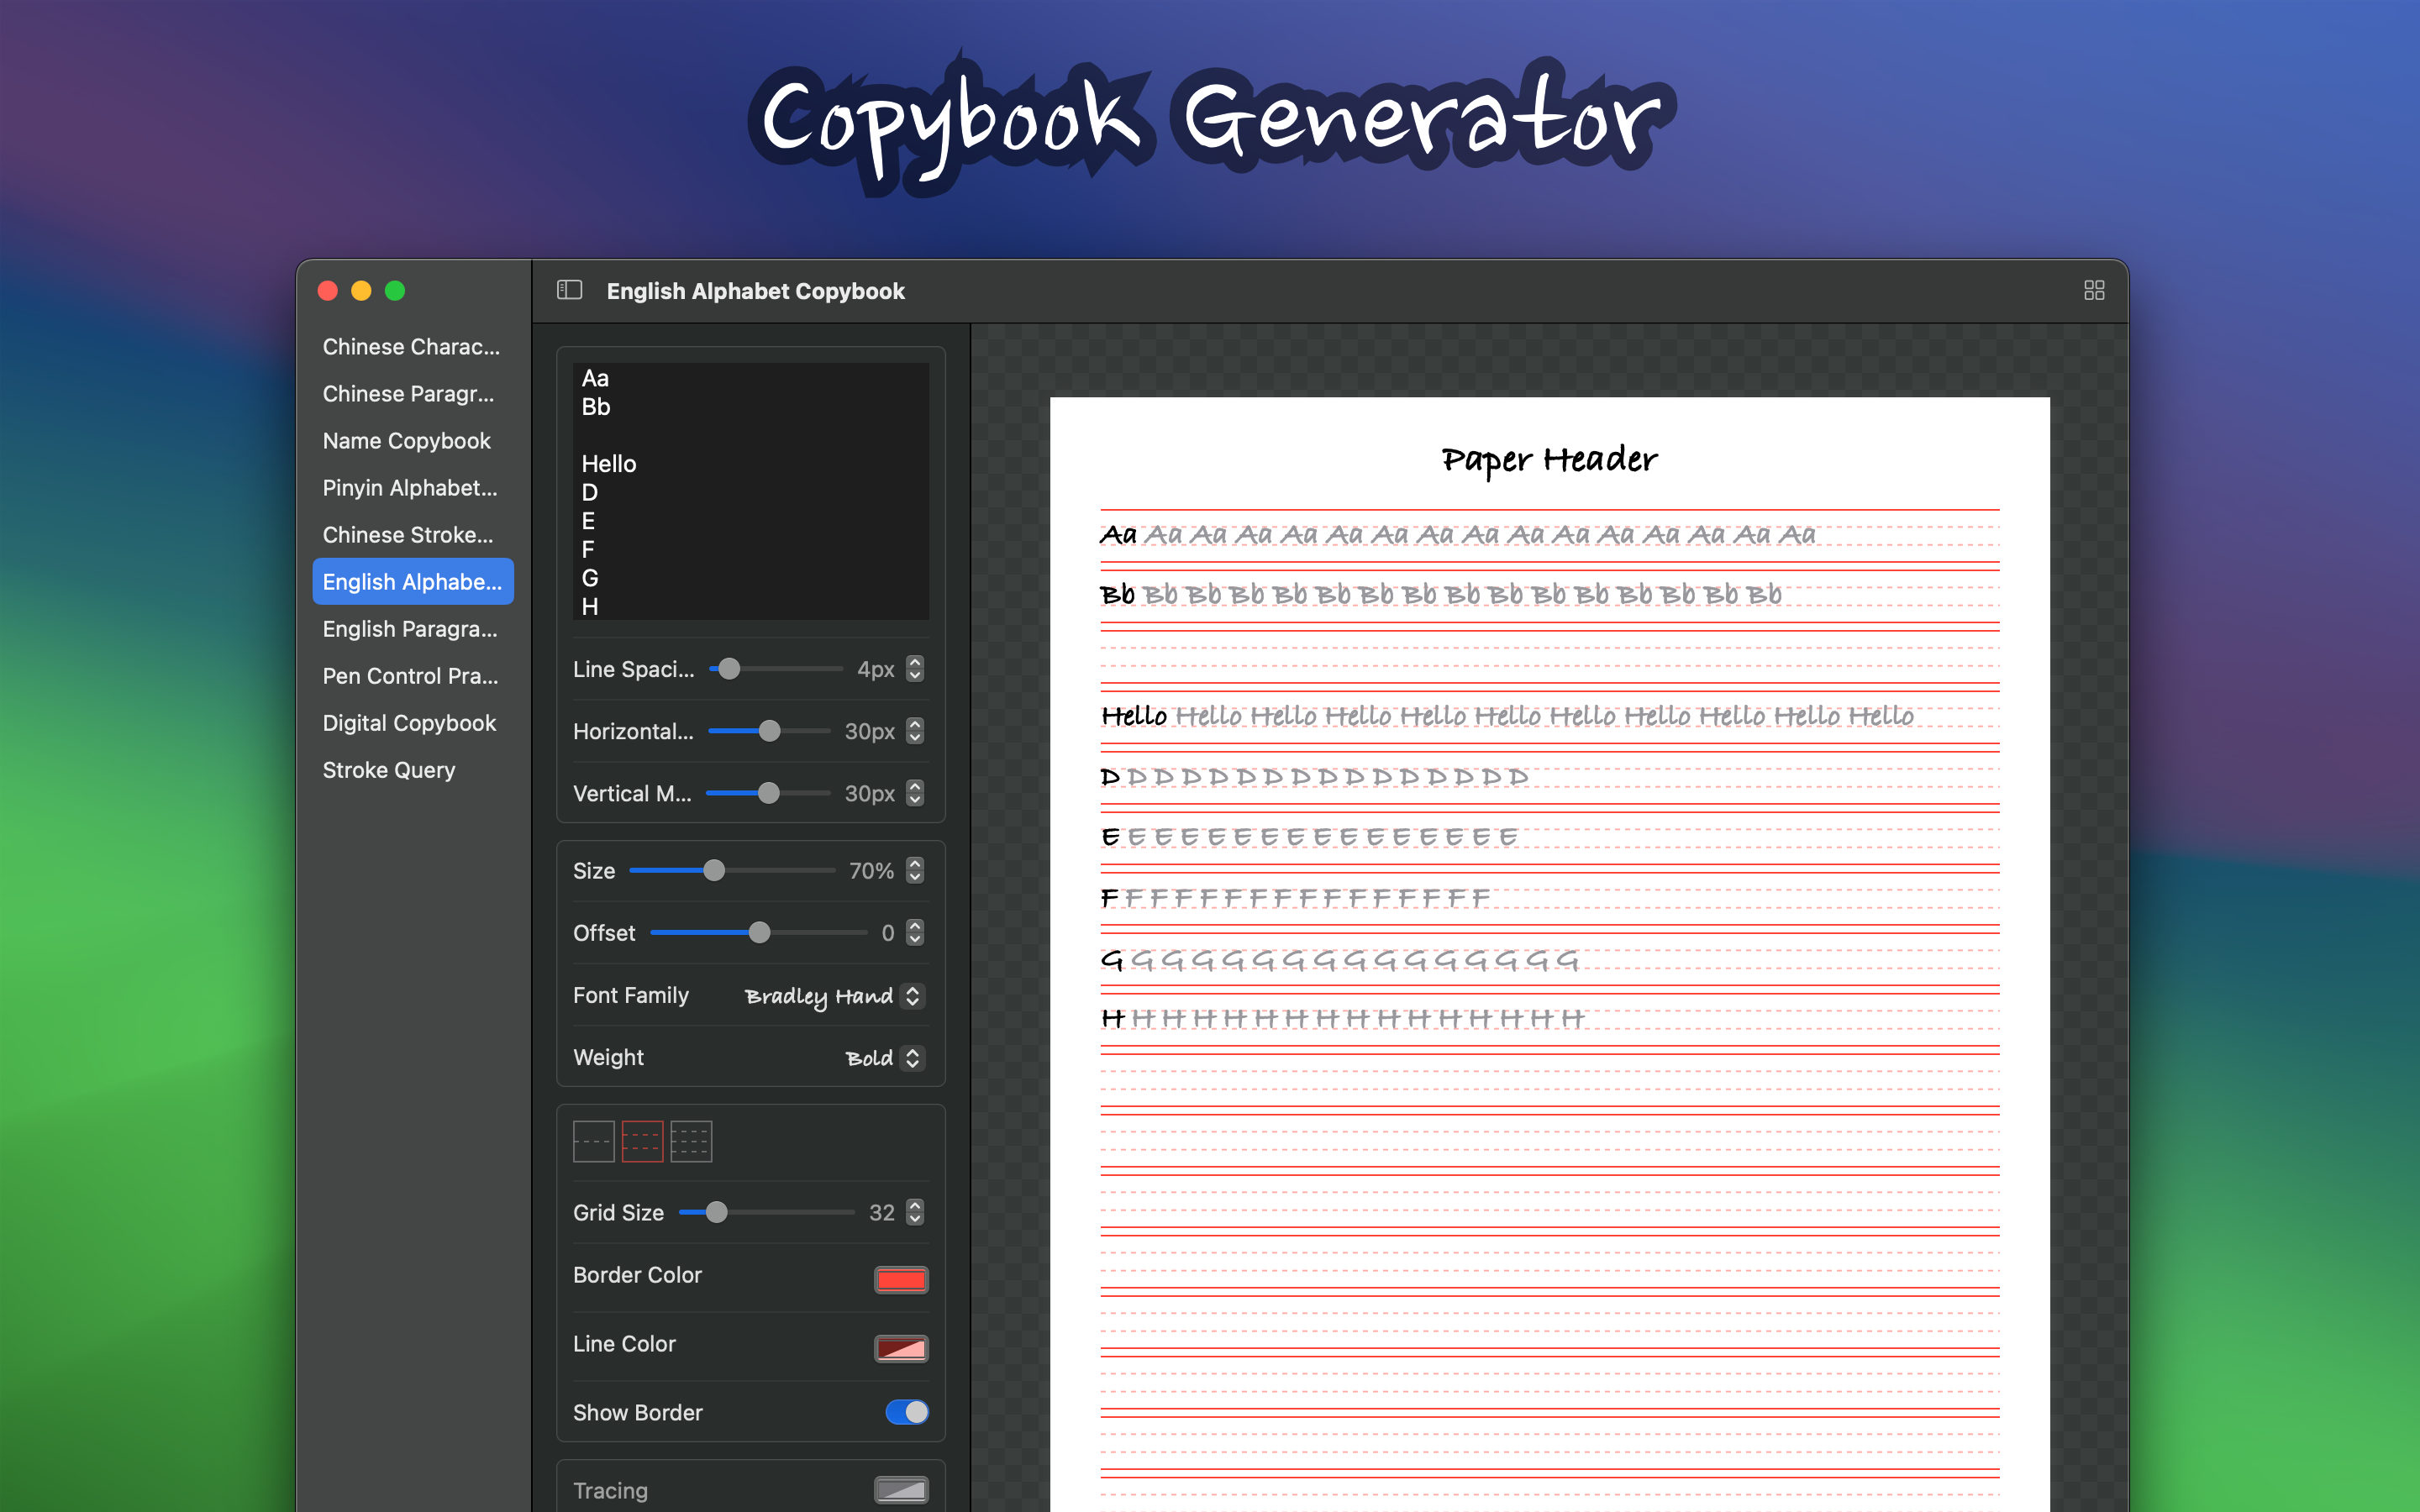 Copybook Generator
English Alphabet Copybook
Chinese Charac...
Chinese Paragr...
Name Copybook
Pinyin Alphabet...
Chinese Stroke...
English Alphabe...
English Paragra...
Pen Control Pra...
Digital Copybook
Stroke Query
Aa
Bb
Hello
D
E
F
G
H
Line Spaci... 4px
Horizontal... 30px
Vertical M... 30px
Size 70%
Offset 0
Font Family Bradley Hand
Weight Bold
Grid Size 32
Border Color
Line Color
Show Border
Tracing
Paper Header
Aa Aa Aa Aa Aa Aa Aa Aa Aa Aa Aa Aa Aa Aa Aa Aa
Bb Bb Bb Bb Bb Bb Bb Bb Bb Bb Bb Bb Bb Bb Bb Bb
Hello Hello Hello Hello Hello Hello Hello Hello Hello Hello Hello
D D D D D D D D D D D D D D D D
E E E E E E E E E E E E E E E E
F F F F F F F F F F F F F F F F
G G G G G G G G G G G G G G G G
H H H H H H H H H H H H H H H H